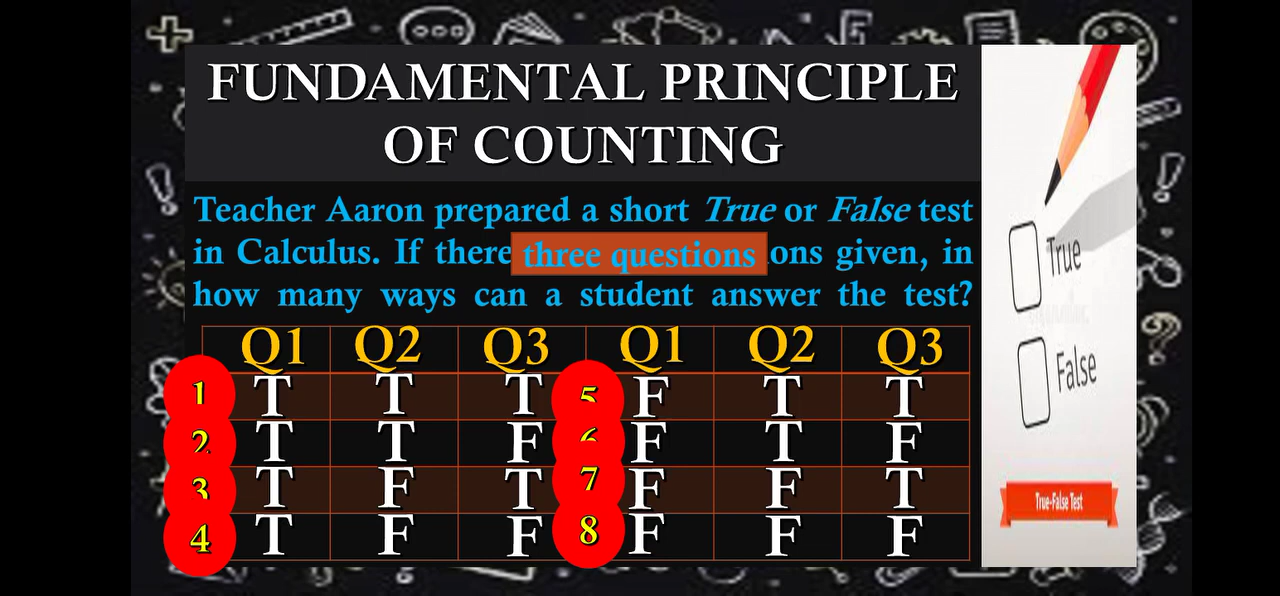 FUNDAMENTAL PRINCIPLE
OF COUNTING
Teacher Aaron prepared a short True or False test
in Calculus. If there three questions ons given, in
how many ways can a student answer the test?
Q1 Q2 Q3 Q1 Q2 Q3
1 T T T 5 F T T
2 T T F 6 F T F
3 T F T 7 F F T
4 T F F 8 F F F
True
False
True-False Test